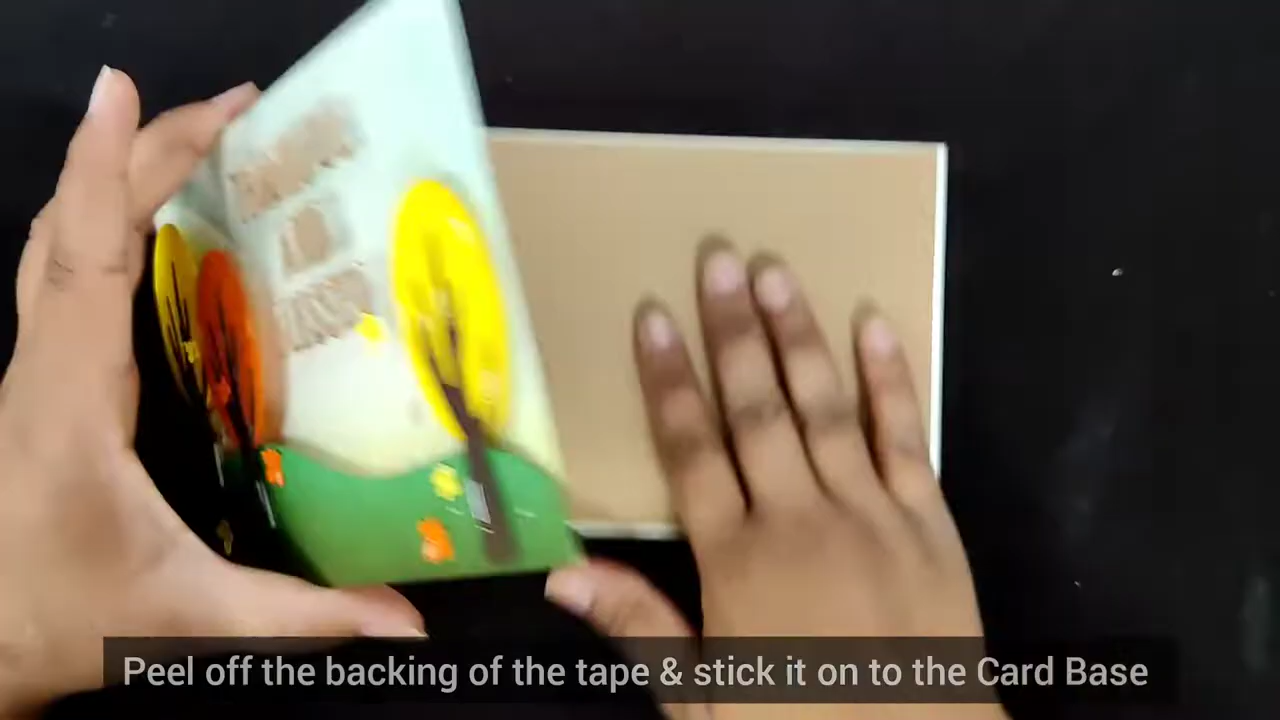 Peel off the backing of the tape & stick it on to the Card Base